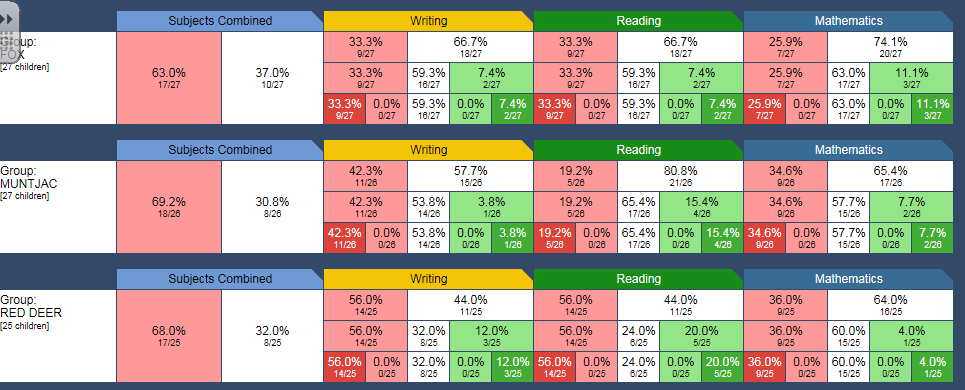 Subjects Combined Writing Reading Mathematics
Group:
FOX
[27 children]
63.0% 37.0%
17/27 10/27
33.3% 66.7% 33.3% 66.7% 25.9% 74.1%
9/27 18/27 9/27 18/27 7/27 20/27
33.3% 59.3% 7.4% 33.3% 59.3% 7.4% 25.9% 63.0% 11.1%
9/27 16/27 2/27 9/27 16/27 2/27 7/27 17/27 3/27
33.3% 0.0% 59.3% 0.0% 7.4% 33.3% 0.0% 59.3% 0.0% 7.4% 25.9% 0.0% 63.0% 0.0% 11.1%
9/27 0/27 16/27 0/27 2/27 9/27 0/27 16/27 0/27 2/27 7/27 0/27 17/27 0/27 3/27
Subjects Combined Writing Reading Mathematics
Group:
MUNTJAC
[27 children]
69.2% 30.8%
18/26 8/26
42.3% 57.7% 19.2% 80.8% 34.6% 65.4%
11/26 15/26 5/26 21/26 9/26 17/26
42.3% 53.8% 3.8% 19.2% 65.4% 15.4% 34.6% 57.7% 7.7%
11/26 14/26 1/26 5/26 17/26 4/26 9/26 15/26 2/26
42.3% 0.0% 53.8% 0.0% 3.8% 19.2% 0.0% 65.4% 0.0% 15.4% 34.6% 0.0% 57.7% 0.0% 7.7%
11/26 0/26 14/26 0/26 1/26 5/26 0/26 17/26 0/26 4/26 9/26 0/26 15/26 0/26 2/26
Subjects Combined Writing Reading Mathematics
Group:
RED DEER
[25 children]
68.0% 32.0%
17/25 8/25
56.0% 44.0% 56.0% 44.0% 36.0% 64.0%
14/25 11/25 14/25 11/25 9/25 16/25
56.0% 32.0% 12.0% 56.0% 24.0% 20.0% 36.0% 60.0% 4.0%
14/25 8/25 3/25 14/25 6/25 5/25 9/25 15/25 1/25
56.0% 0.0% 32.0% 0.0% 12.0% 56.0% 0.0% 24.0% 0.0% 20.0% 36.0% 0.0% 60.0% 0.0% 4.0%
14/25 0/25 8/25 0/25 3/25 14/25 0/25 6/25 0/25 5/25 9/25 0/25 15/25 0/25 1/25